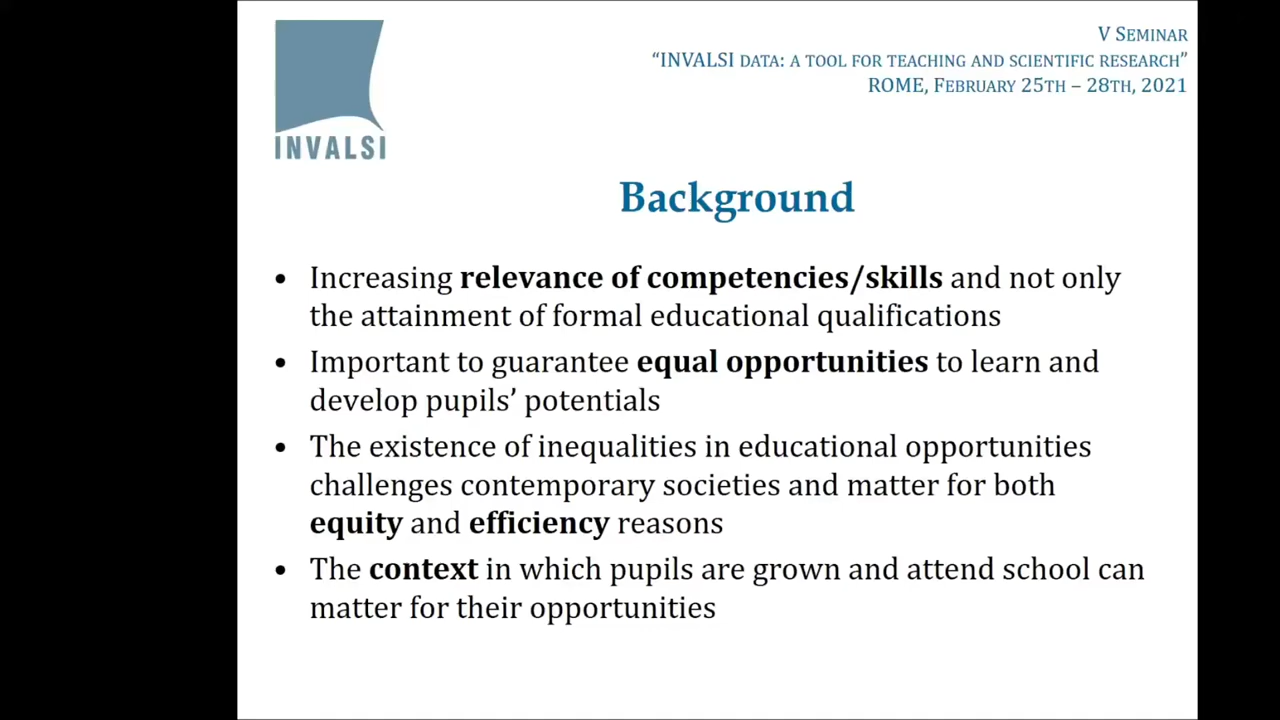 INVALSI
V SEMINAR
“INVALSI DATA: A TOOL FOR TEACHING AND SCIENTIFIC RESEARCH”
ROME, FEBRUARY 25TH – 28TH, 2021
Background
• Increasing relevance of competencies/skills and not only
the attainment of formal educational qualifications
• Important to guarantee equal opportunities to learn and
develop pupils’ potentials
• The existence of inequalities in educational opportunities
challenges contemporary societies and matter for both
equity and efficiency reasons
• The context in which pupils are grown and attend school can
matter for their opportunities